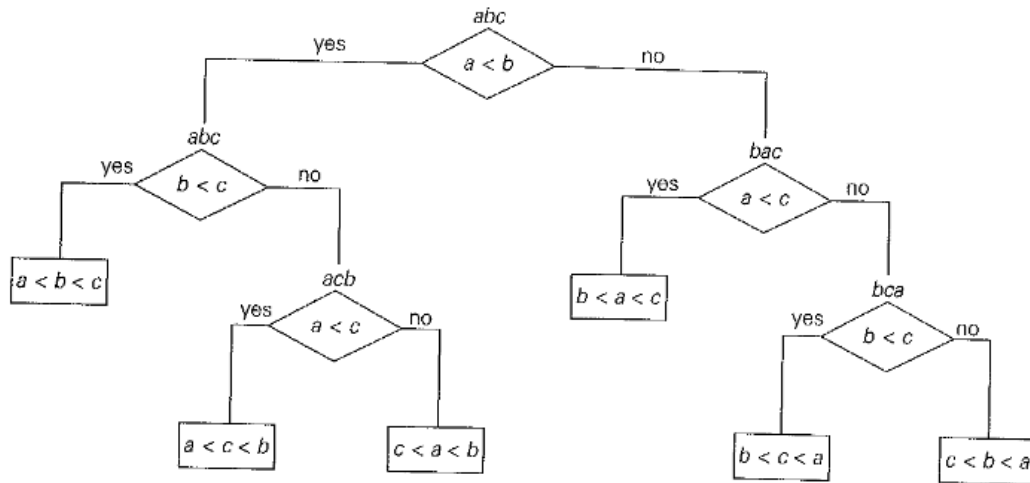 abc
yes
a < b
no
abc
bac
yes
b < c
no
yes
a < c
no
a < b < c
acb
b < a < c
bca
yes
a < c
no
yes
b < c
no
a < c < b
c < a < b
b < c < a
c < b < a